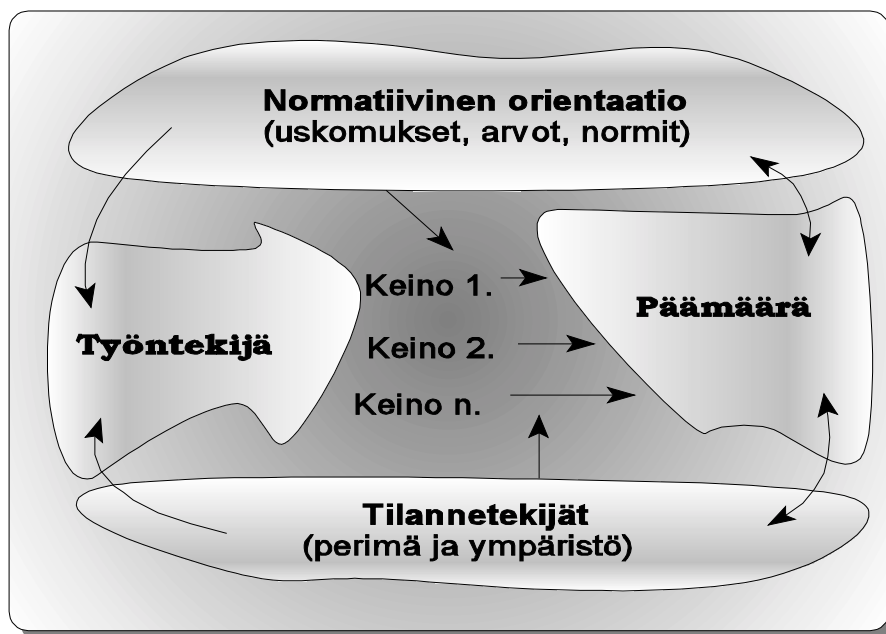 Normatiivinen orientaatio
(uskomukset, arvot, normit)
Keino 1.
Päämäärä
Työntekijä
Keino 2.
Keino n.
Tilannetekijät
(perimä ja ympäristö)